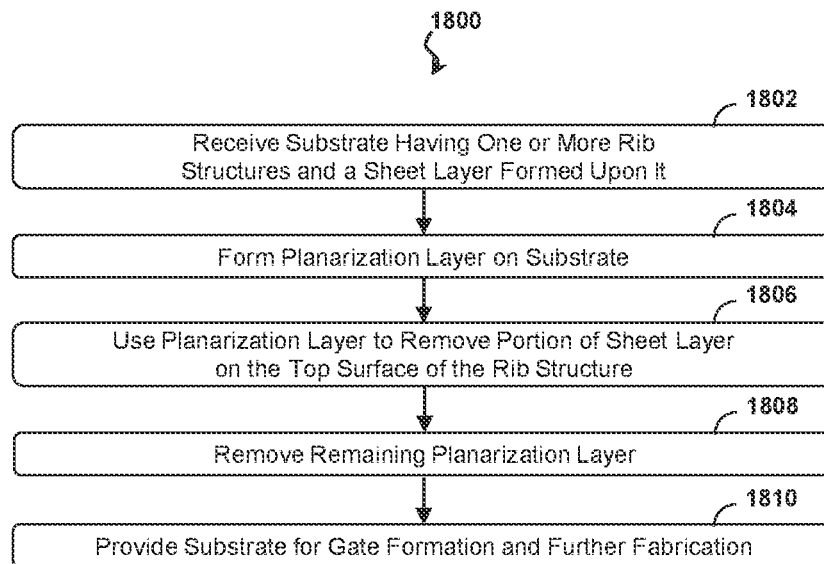 1800
1802
Receive Substrate Having One or More Rib
Structures and a Sheet Layer Formed Upon It
1804
Form Planarization Layer on Substrate
1806
Use Planarization Layer to Remove Portion of Sheet Layer
on the Top Surface of the Rib Structure
1808
Remove Remaining Planarization Layer
1810
Provide Substrate for Gate Formation and Further Fabrication